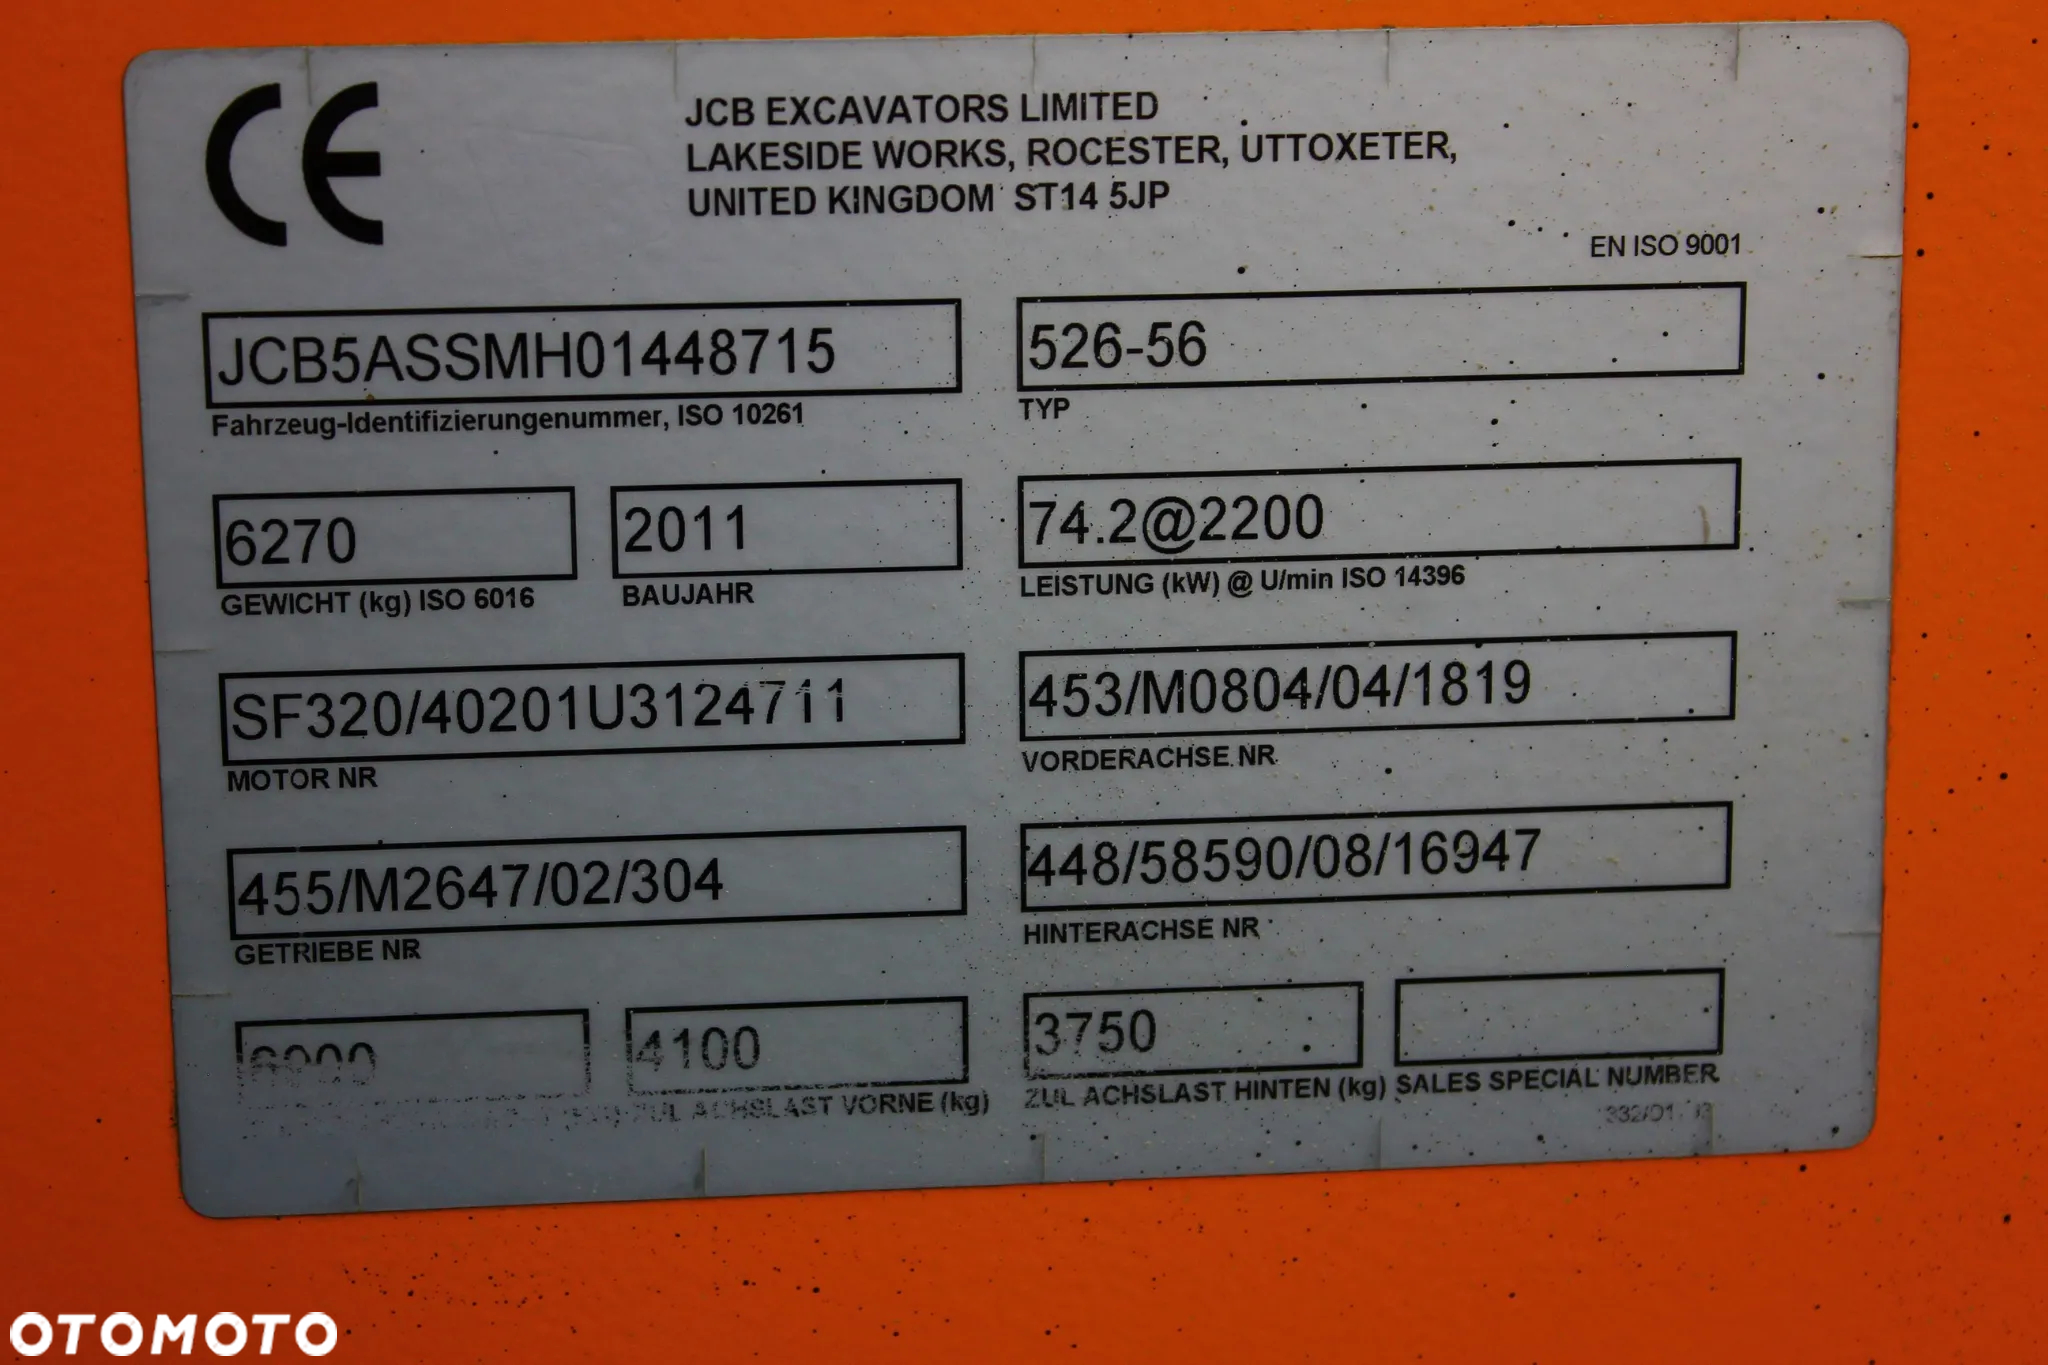 CE
JCB EXCAVATORS LIMITED
LAKESIDE WORKS, ROCESTER, UTTOXETER,
UNITED KINGDOM ST14 5JP
EN ISO 9001
JCB5ASSMH01448715
Fahrzeug-Identifizierungenummer, ISO 10261
526-56
TYP
6270
GEWICHT (kg) ISO 6016
2011
BAUJAHR
74.2@2200
LEISTUNG (kW) @ U/min ISO 14396
SF320/40201U3124711
MOTOR NR
453/M0804/04/1819
VORDERACHSE NR
455/M2647/02/304
GETRIEBE NR
448/58590/08/16947
HINTERACHSE NR
4100
ZUL ACHSLAST VORNE (kg)
3750
ZUL ACHSLAST HINTEN (kg)
SALES SPECIAL NUMBER
OTOMOTO